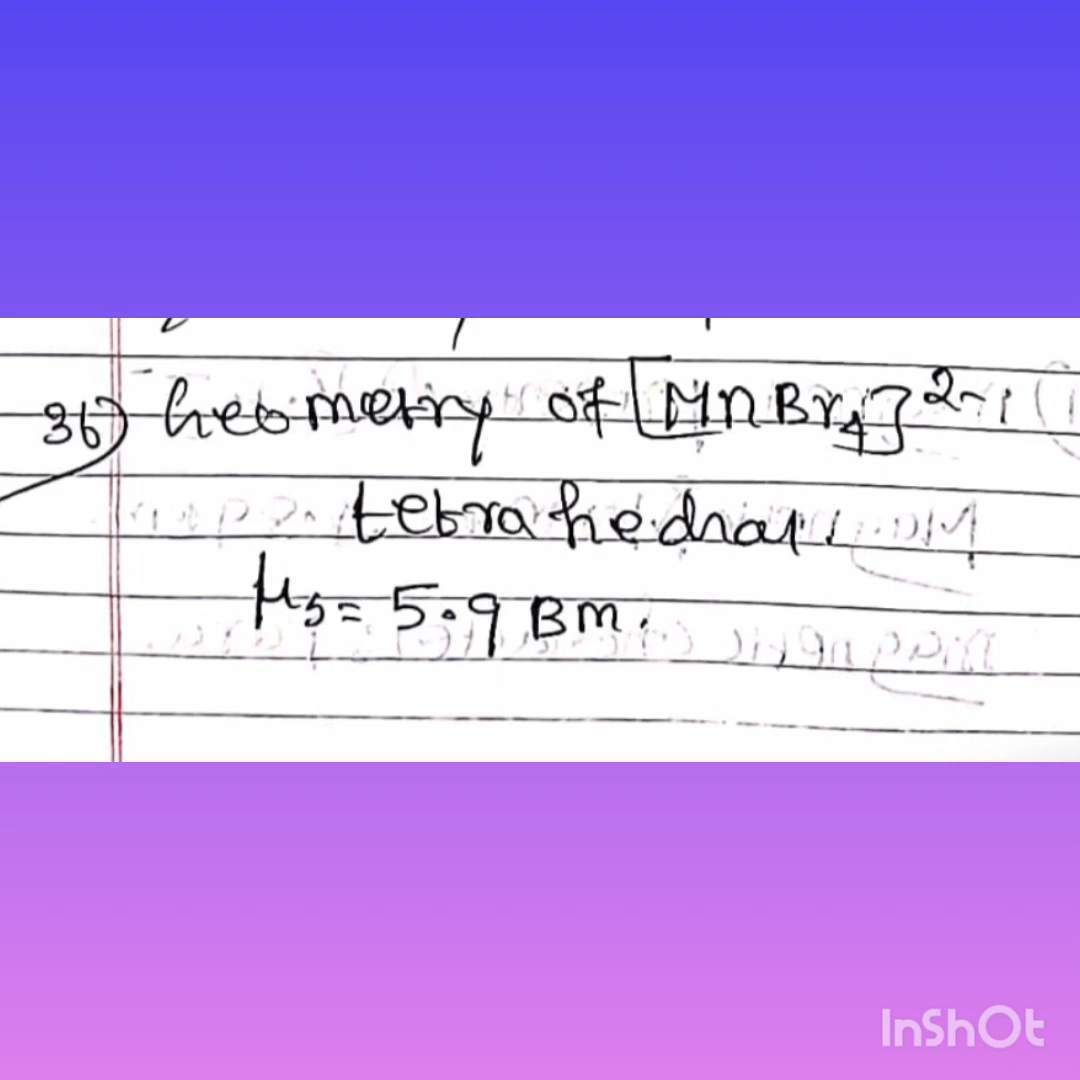 36) Geometry of [MnBr4]2-
tetrahedral.
μs = 5.9 BM.
InShOt